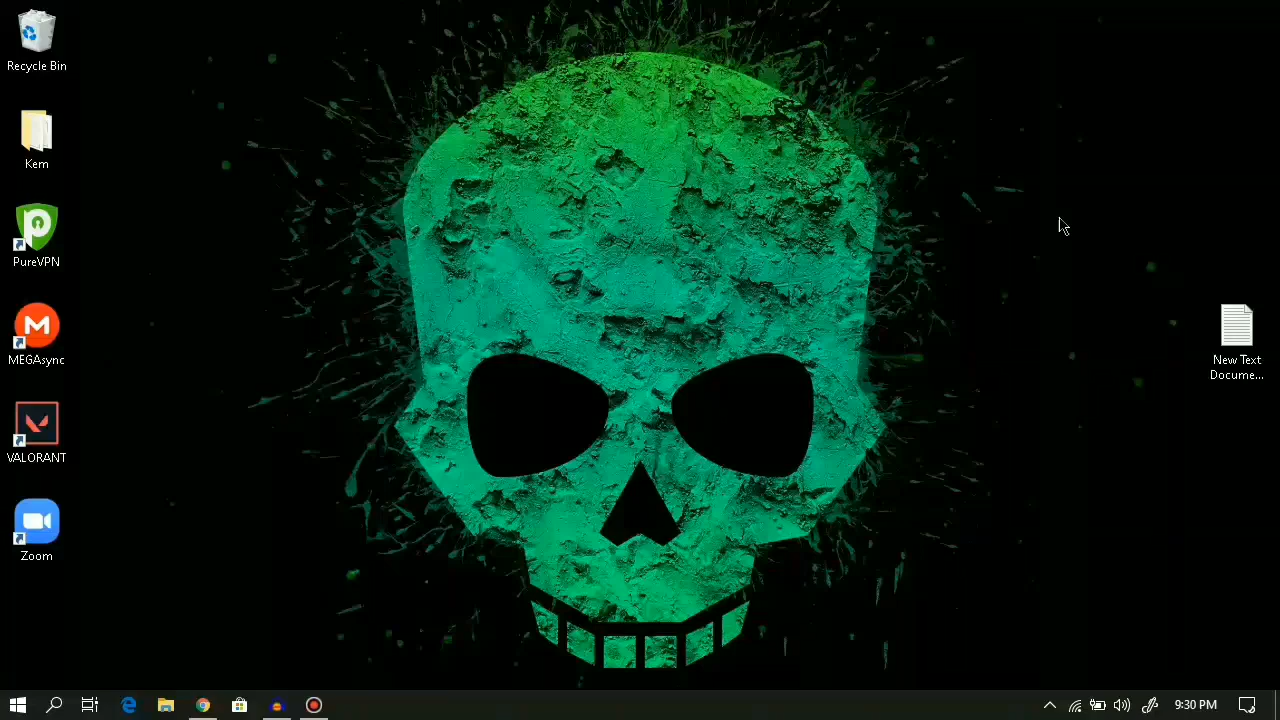 Recycle Bin
Kem
PureVPN
MEGAsync
VALORANT
Zoom
New Text
Docume...
9:30 PM